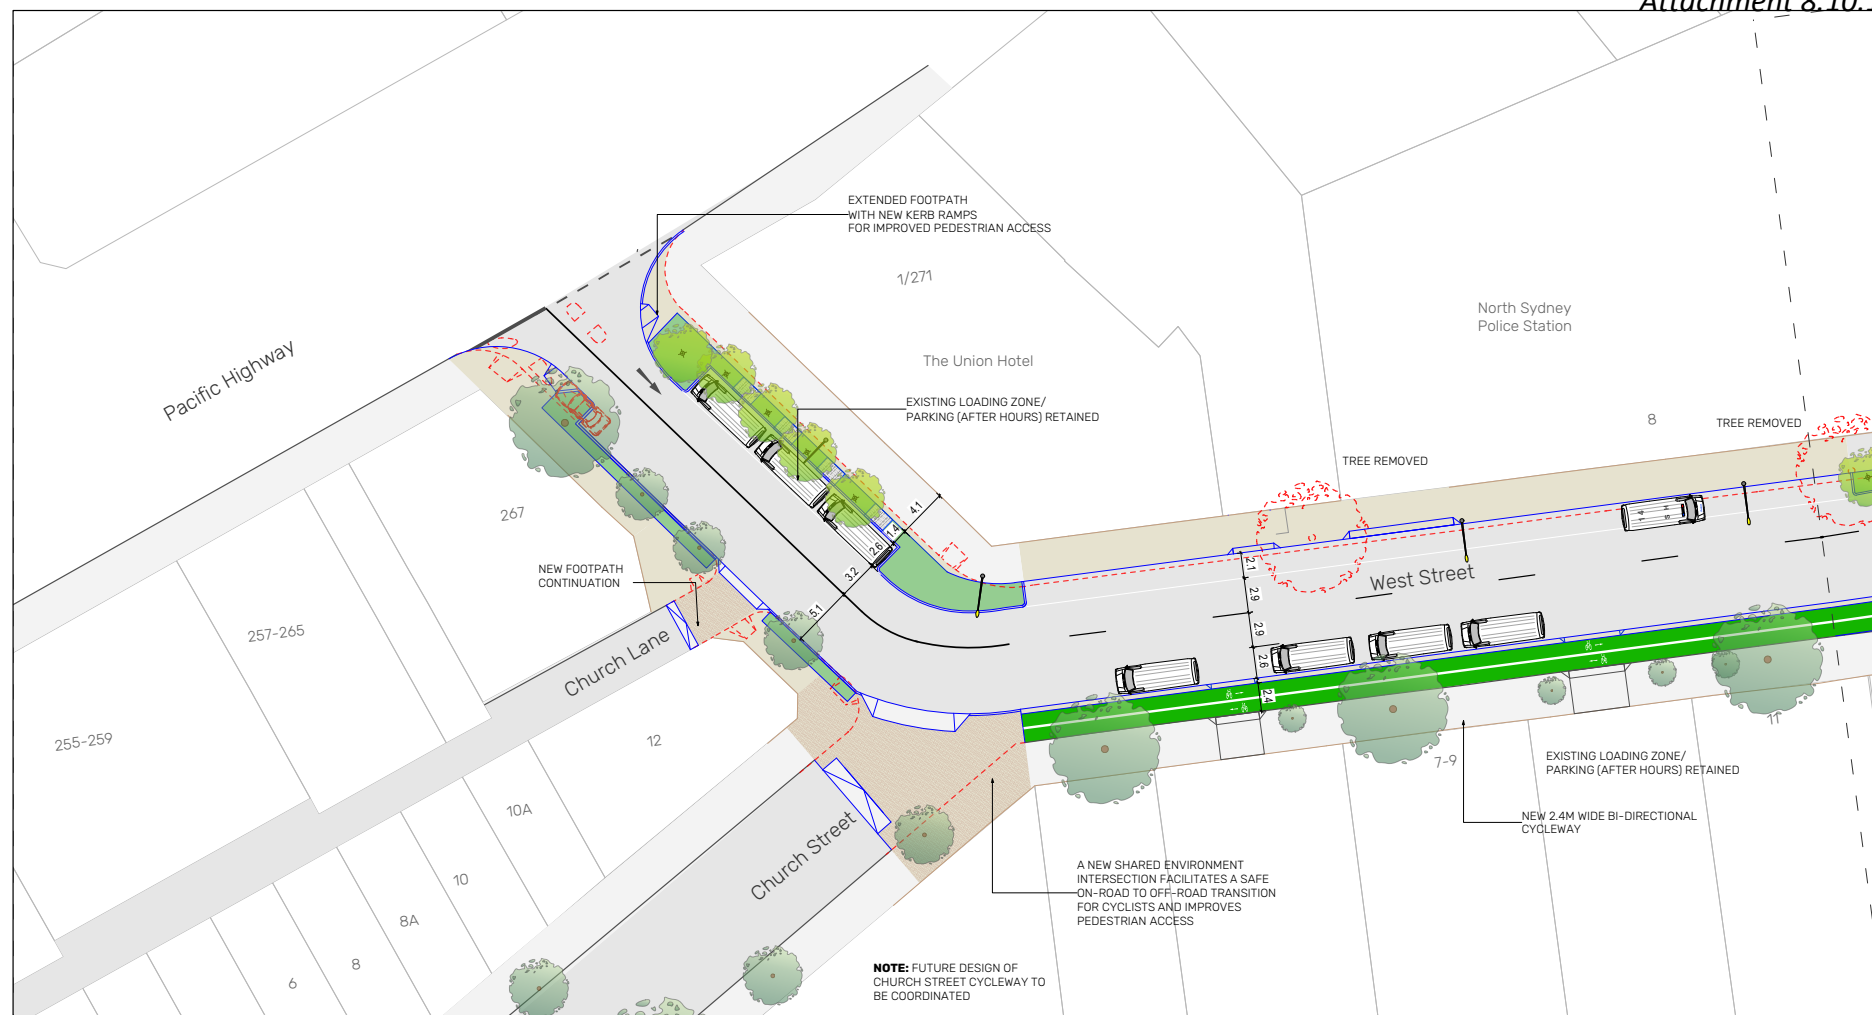 Attachment 8.10.1
EXTENDED FOOTPATH
WITH NEW KERB RAMPS
FOR IMPROVED PEDESTRIAN ACCESS
1/271
North Sydney
Police Station
Pacific Highway
The Union Hotel
EXISTING LOADING ZONE/
PARKING (AFTER HOURS) RETAINED
8
TREE REMOVED
TREE REMOVED
267
4.1
1.4
2.6
3.2
5.1
NEW FOOTPATH
CONTINUATION
West Street
2.1
2.9
2.9
2.6
2.4
257-265
Church Lane
255-259
12
11
7-9
EXISTING LOADING ZONE/
PARKING (AFTER HOURS) RETAINED
NEW 2.4M WIDE BI-DIRECTIONAL
CYCLEWAY
10A
Church Street
10
8A
8
6
A NEW SHARED ENVIRONMENT
INTERSECTION FACILITATES A SAFE
ON-ROAD TO OFF-ROAD TRANSITION
FOR CYCLISTS AND IMPROVES
PEDESTRIAN ACCESS
NOTE: FUTURE DESIGN OF
CHURCH STREET CYCLEWAY TO
BE COORDINATED